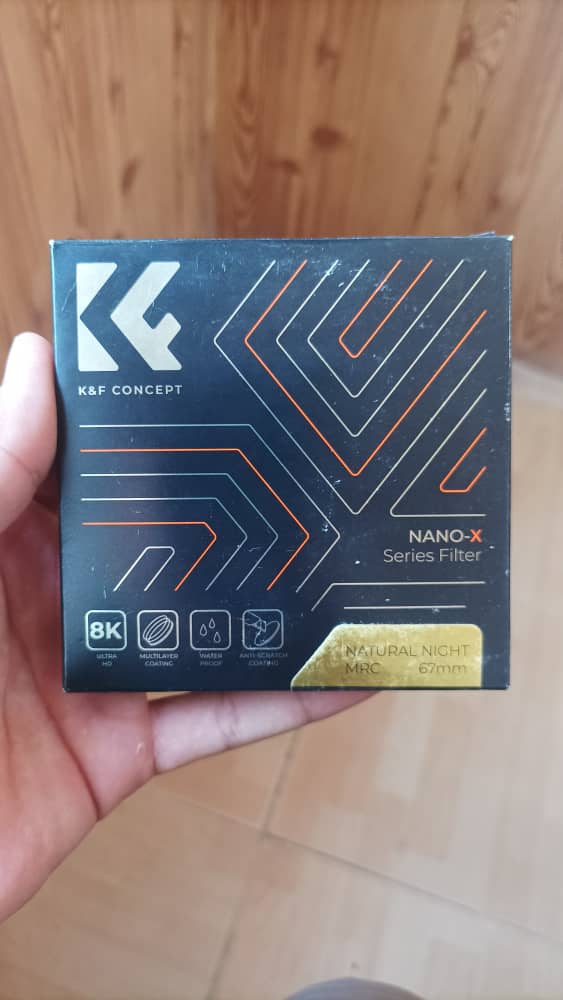 K&F CONCEPT
NANO-X
Series Filter
8K
ULTRA
HD
MULTILAYER
COATING
WATER
PROOF
ANTI-SCRATCH
COATING
NATURAL NIGHT
MRC 67mm